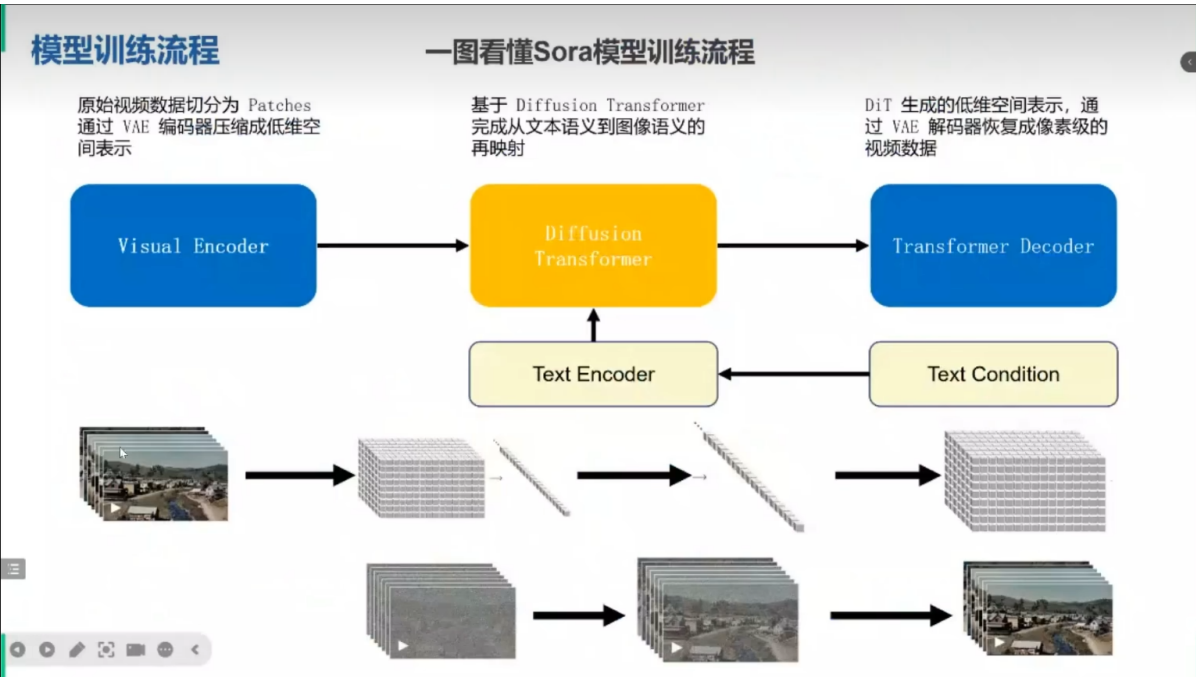 模型训练流程
一图看懂Sora模型训练流程
原始视频数据切分为 Patches
通过 VAE 编码器压缩成低维空
间表示
基于 Diffusion Transformer
完成从文本语义到图像语义的
再映射
DiT 生成的低维空间表示，通
过 VAE 解码器恢复成像素级的
视频数据
Visual Encoder
Diffusion
Transformer
Transformer Decoder
Text Encoder
Text Condition